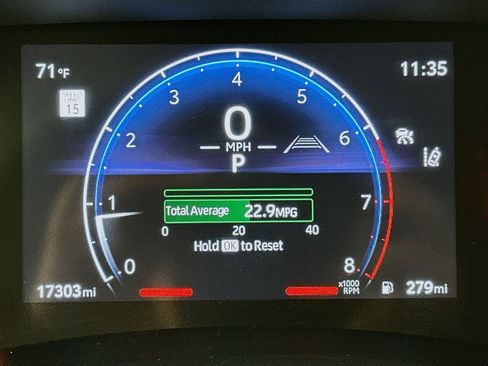 71°F
11:35
SPEED
LIMIT
15
0
1
2
3
4
5
6
7
8
0
MPH
P
Total Average 22.9MPG
0 20 40
Hold OK to Reset
x1000
RPM
17303mi
279mi